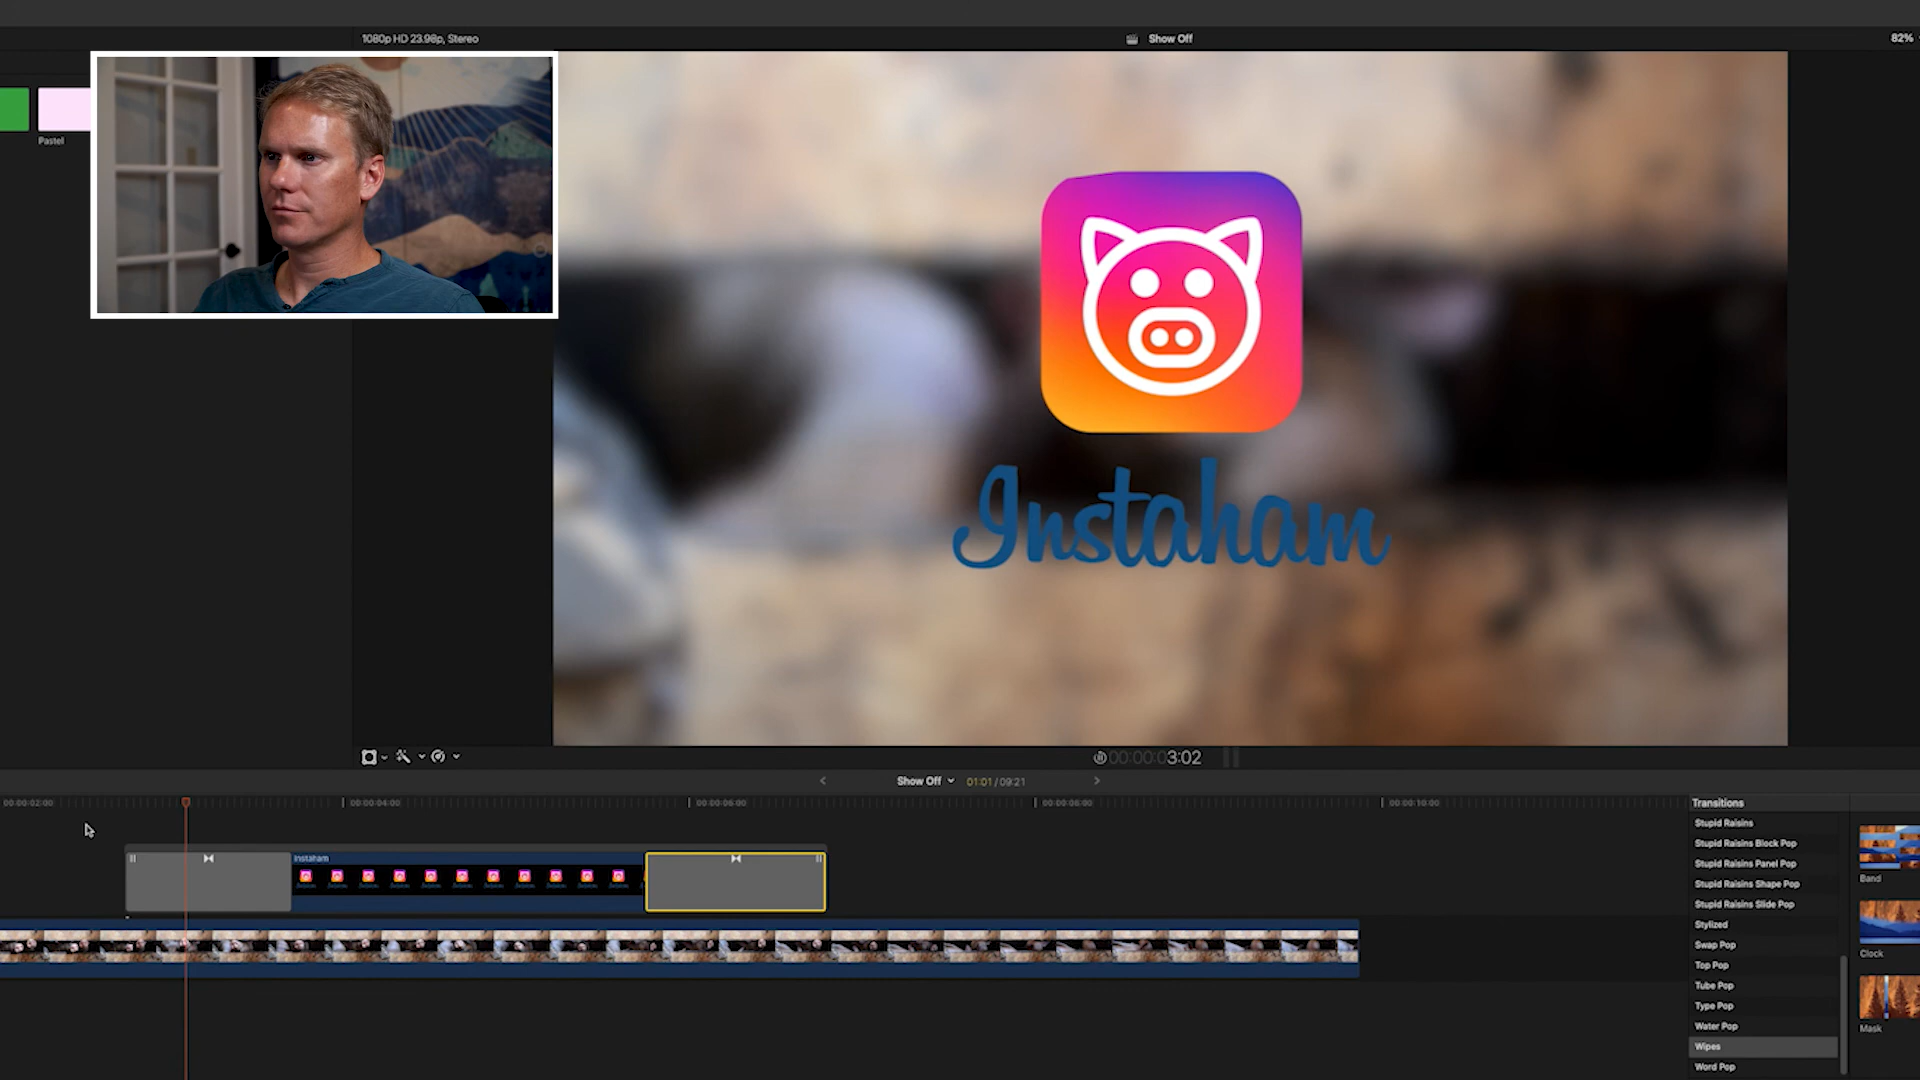 1080p HD 23.98p, Stereo
Show Off
82%
Pastel
Instaham
00:00:00:03:02
Show Off
01:01 / 09:21
00:00:02:00
00:00:04:00
00:00:06:00
00:00:08:00
00:00:10:00
Instaham
Transitions
Stupid Raisins
Stupid Raisins Block Pop
Stupid Raisins Panel Pop
Stupid Raisins Shape Pop
Stupid Raisins Slide Pop
Stylized
Swap Pop
Top Pop
Tube Pop
Type Pop
Water Pop
Wipes
Word Pop
Band
Clock
Mask